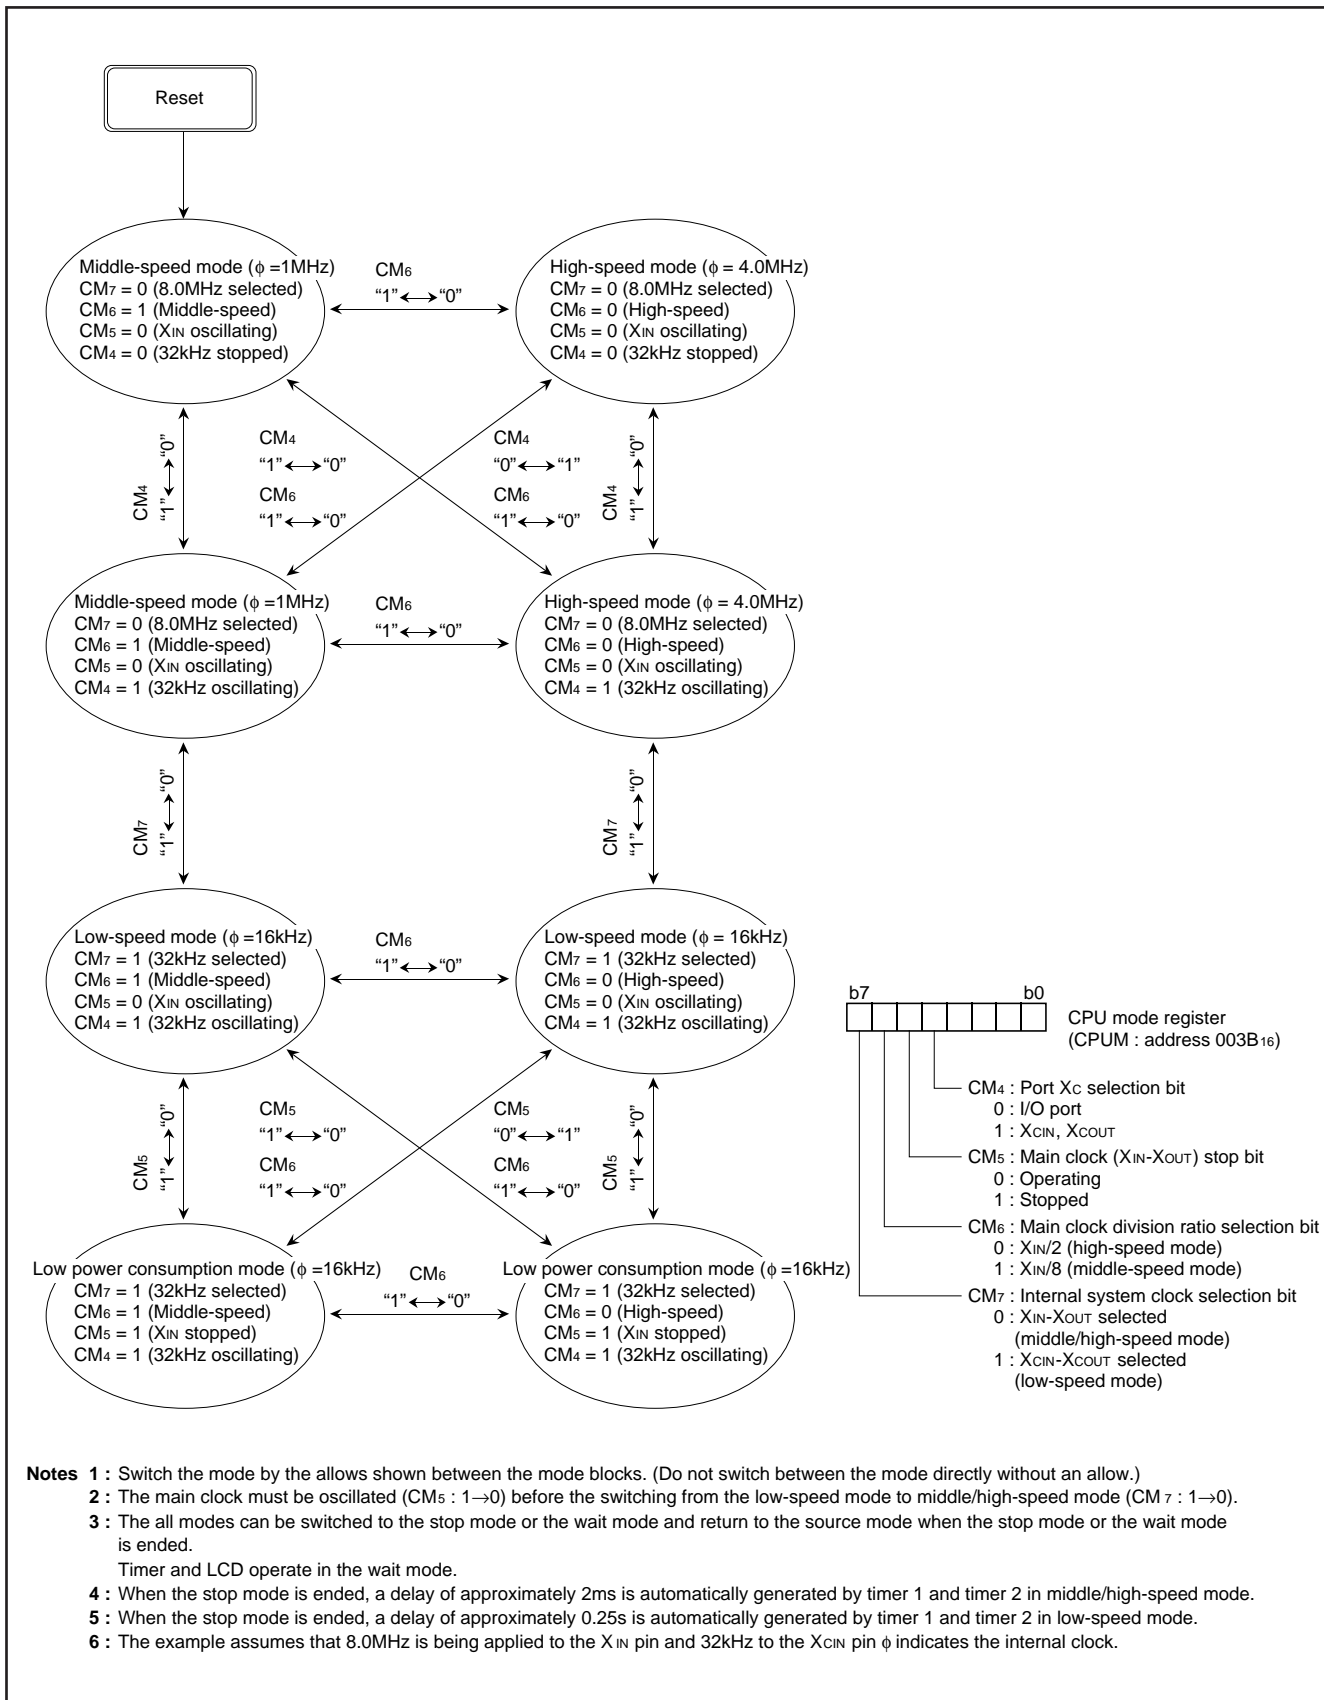 Reset
Middle-speed mode (ϕ =1MHz)
CM7 = 0 (8.0MHz selected)
CM6 = 1 (Middle-speed)
CM5 = 0 (XIN oscillating)
CM4 = 0 (32kHz stopped)
CM6
“1”⟷“0”
High-speed mode (ϕ = 4.0MHz)
CM7 = 0 (8.0MHz selected)
CM6 = 0 (High-speed)
CM5 = 0 (XIN oscillating)
CM4 = 0 (32kHz stopped)
CM4
“1”⟷“0”
CM4
“1”⟷“0”
CM6
“1”⟷“0”
CM4
“0”⟷“1”
CM6
“1”⟷“0”
CM4
“1”⟷“0”
Middle-speed mode (ϕ =1MHz)
CM7 = 0 (8.0MHz selected)
CM6 = 1 (Middle-speed)
CM5 = 0 (XIN oscillating)
CM4 = 1 (32kHz oscillating)
CM6
“1”⟷“0”
High-speed mode (ϕ = 4.0MHz)
CM7 = 0 (8.0MHz selected)
CM6 = 0 (High-speed)
CM5 = 0 (XIN oscillating)
CM4 = 1 (32kHz oscillating)
CM7
“1”⟷“0”
CM7
“1”⟷“0”
Low-speed mode (ϕ =16kHz)
CM7 = 1 (32kHz selected)
CM6 = 1 (Middle-speed)
CM5 = 0 (XIN oscillating)
CM4 = 1 (32kHz oscillating)
CM6
“1”⟷“0”
Low-speed mode (ϕ = 16kHz)
CM7 = 1 (32kHz selected)
CM6 = 0 (High-speed)
CM5 = 0 (XIN oscillating)
CM4 = 1 (32kHz oscillating)
CM5
“1”⟷“0”
CM5
“1”⟷“0”
CM6
“1”⟷“0”
CM5
“0”⟷“1”
CM6
“1”⟷“0”
CM5
“1”⟷“0”
Low power consumption mode (ϕ =16kHz)
CM7 = 1 (32kHz selected)
CM6 = 1 (Middle-speed)
CM5 = 1 (XIN stopped)
CM4 = 1 (32kHz oscillating)
CM6
“1”⟷“0”
Low power consumption mode (ϕ =16kHz)
CM7 = 1 (32kHz selected)
CM6 = 0 (High-speed)
CM5 = 1 (XIN stopped)
CM4 = 1 (32kHz oscillating)
b7 b0
CPU mode register
(CPUM : address 003B16)
CM4 : Port XC selection bit
0 : I/O port
1 : XCIN, XCOUT
CM5 : Main clock (XIN-XOUT) stop bit
0 : Operating
1 : Stopped
CM6 : Main clock division ratio selection bit
0 : XIN/2 (high-speed mode)
1 : XIN/8 (middle-speed mode)
CM7 : Internal system clock selection bit
0 : XIN-XOUT selected
(middle/high-speed mode)
1 : XCIN-XCOUT selected
(low-speed mode)
Notes 1 : Switch the mode by the allows shown between the mode blocks. (Do not switch between the mode directly without an allow.)
2 : The main clock must be oscillated (CM5 : 1→0) before the switching from the low-speed mode to middle/high-speed mode (CM 7 : 1→0).
3 : The all modes can be switched to the stop mode or the wait mode and return to the source mode when the stop mode or the wait mode
is ended.
Timer and LCD operate in the wait mode.
4 : When the stop mode is ended, a delay of approximately 2ms is automatically generated by timer 1 and timer 2 in middle/high-speed mode.
5 : When the stop mode is ended, a delay of approximately 0.25s is automatically generated by timer 1 and timer 2 in low-speed mode.
6 : The example assumes that 8.0MHz is being applied to the X IN pin and 32kHz to the XCIN pin ϕ indicates the internal clock.